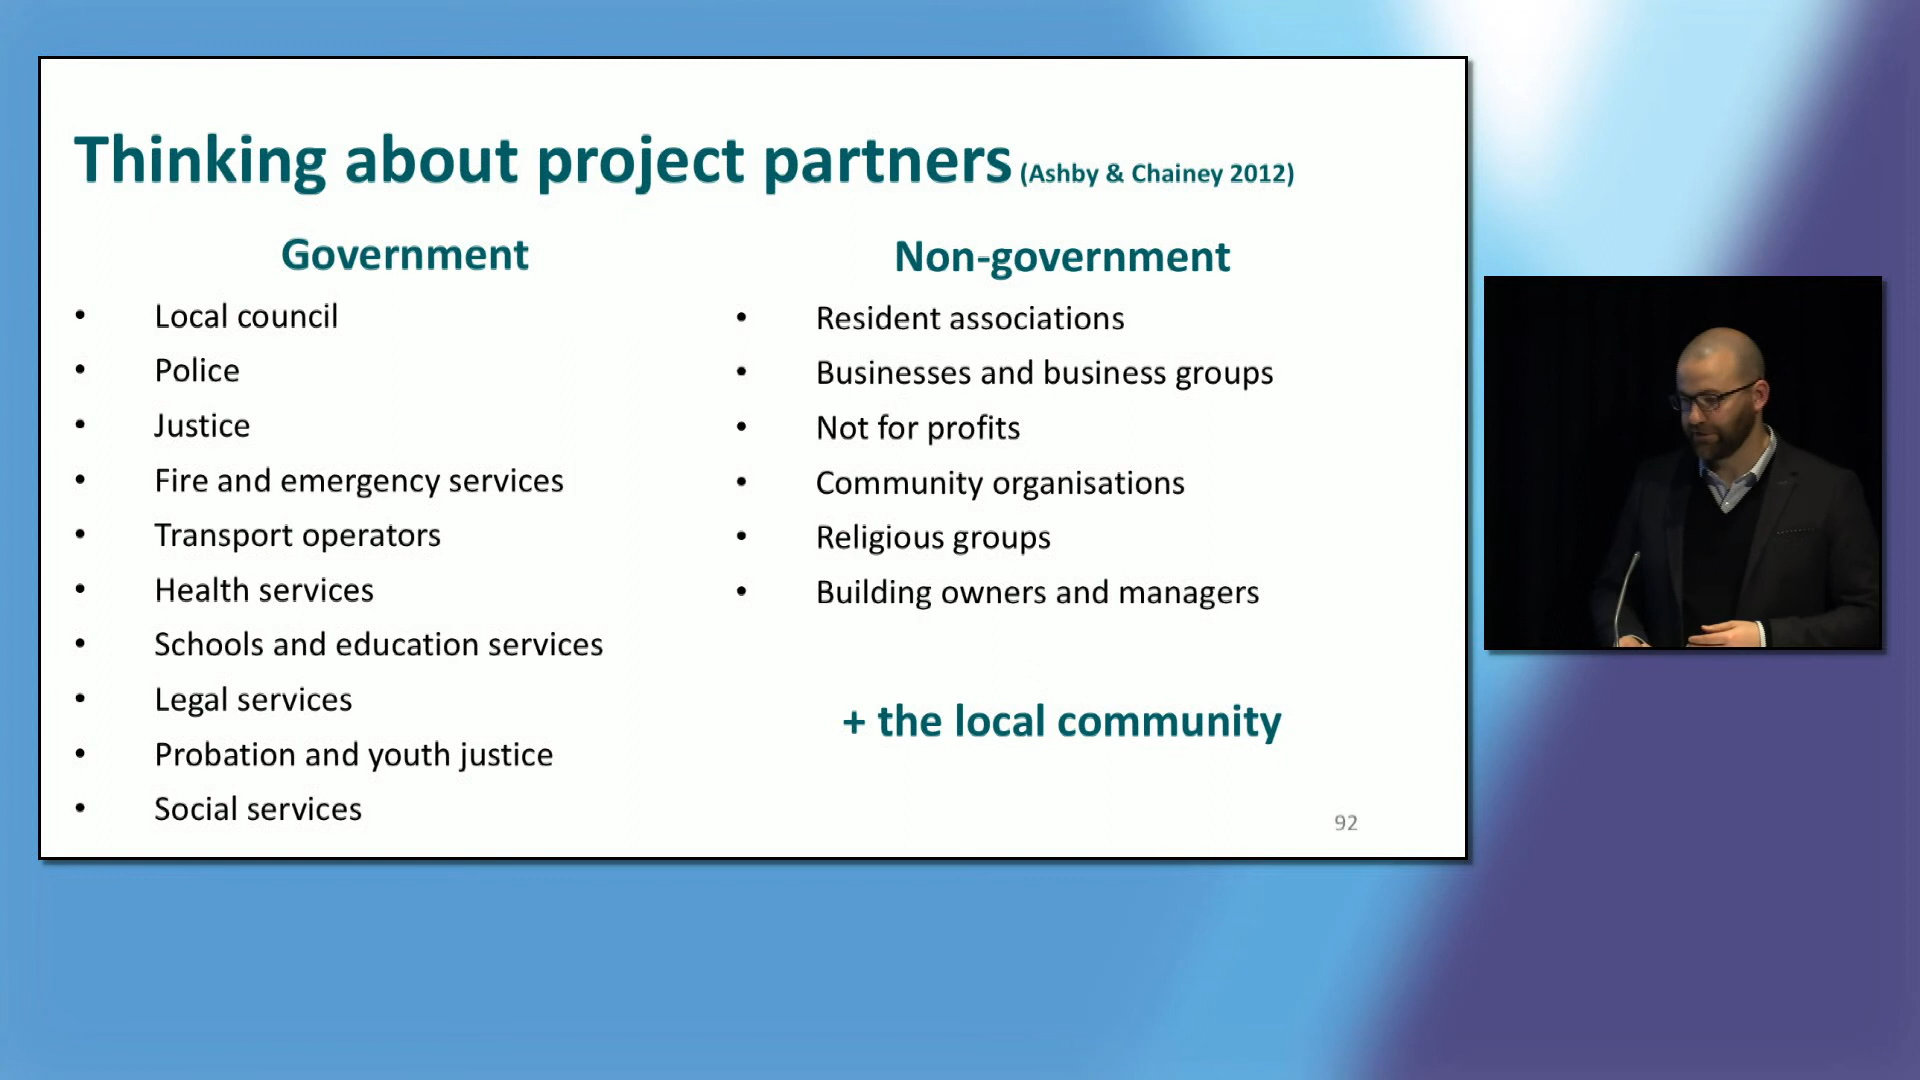 Thinking about project partners (Ashby & Chainey 2012)
Government
• Local council
• Police
• Justice
• Fire and emergency services
• Transport operators
• Health services
• Schools and education services
• Legal services
• Probation and youth justice
• Social services
Non-government
• Resident associations
• Businesses and business groups
• Not for profits
• Community organisations
• Religious groups
• Building owners and managers
+ the local community
92